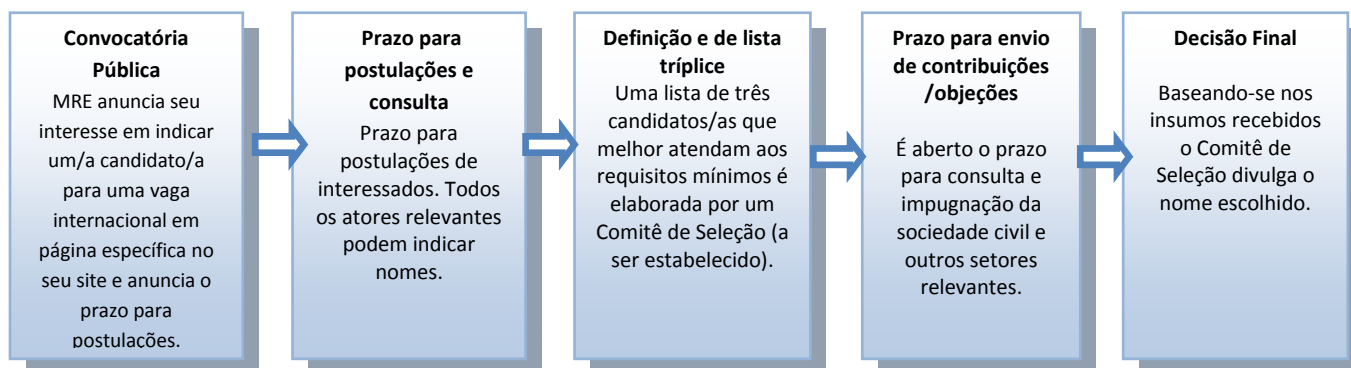 Convocatória
Pública
MRE anuncia seu
interesse em indicar
um/a candidato/a
para uma vaga
internacional em
página específica no
seu site e anuncia o
prazo para
postulações.
Prazo para
postulações e
consulta
Prazo para
postulações de
interessados. Todos
os atores relevantes
podem indicar
nomes.
Definição e de lista
tríplice
Uma lista de três
candidatos/as que
melhor atendam aos
requisitos mínimos é
elaborada por um
Comitê de Seleção (a
ser estabelecido).
Prazo para envio
de contribuições
/objeções
É aberto o prazo
para consulta e
impugnação da
sociedade civil e
outros setores
relevantes.
Decisão Final
Baseando-se nos
insumos recebidos
o Comitê de
Seleção divulga o
nome escolhido.